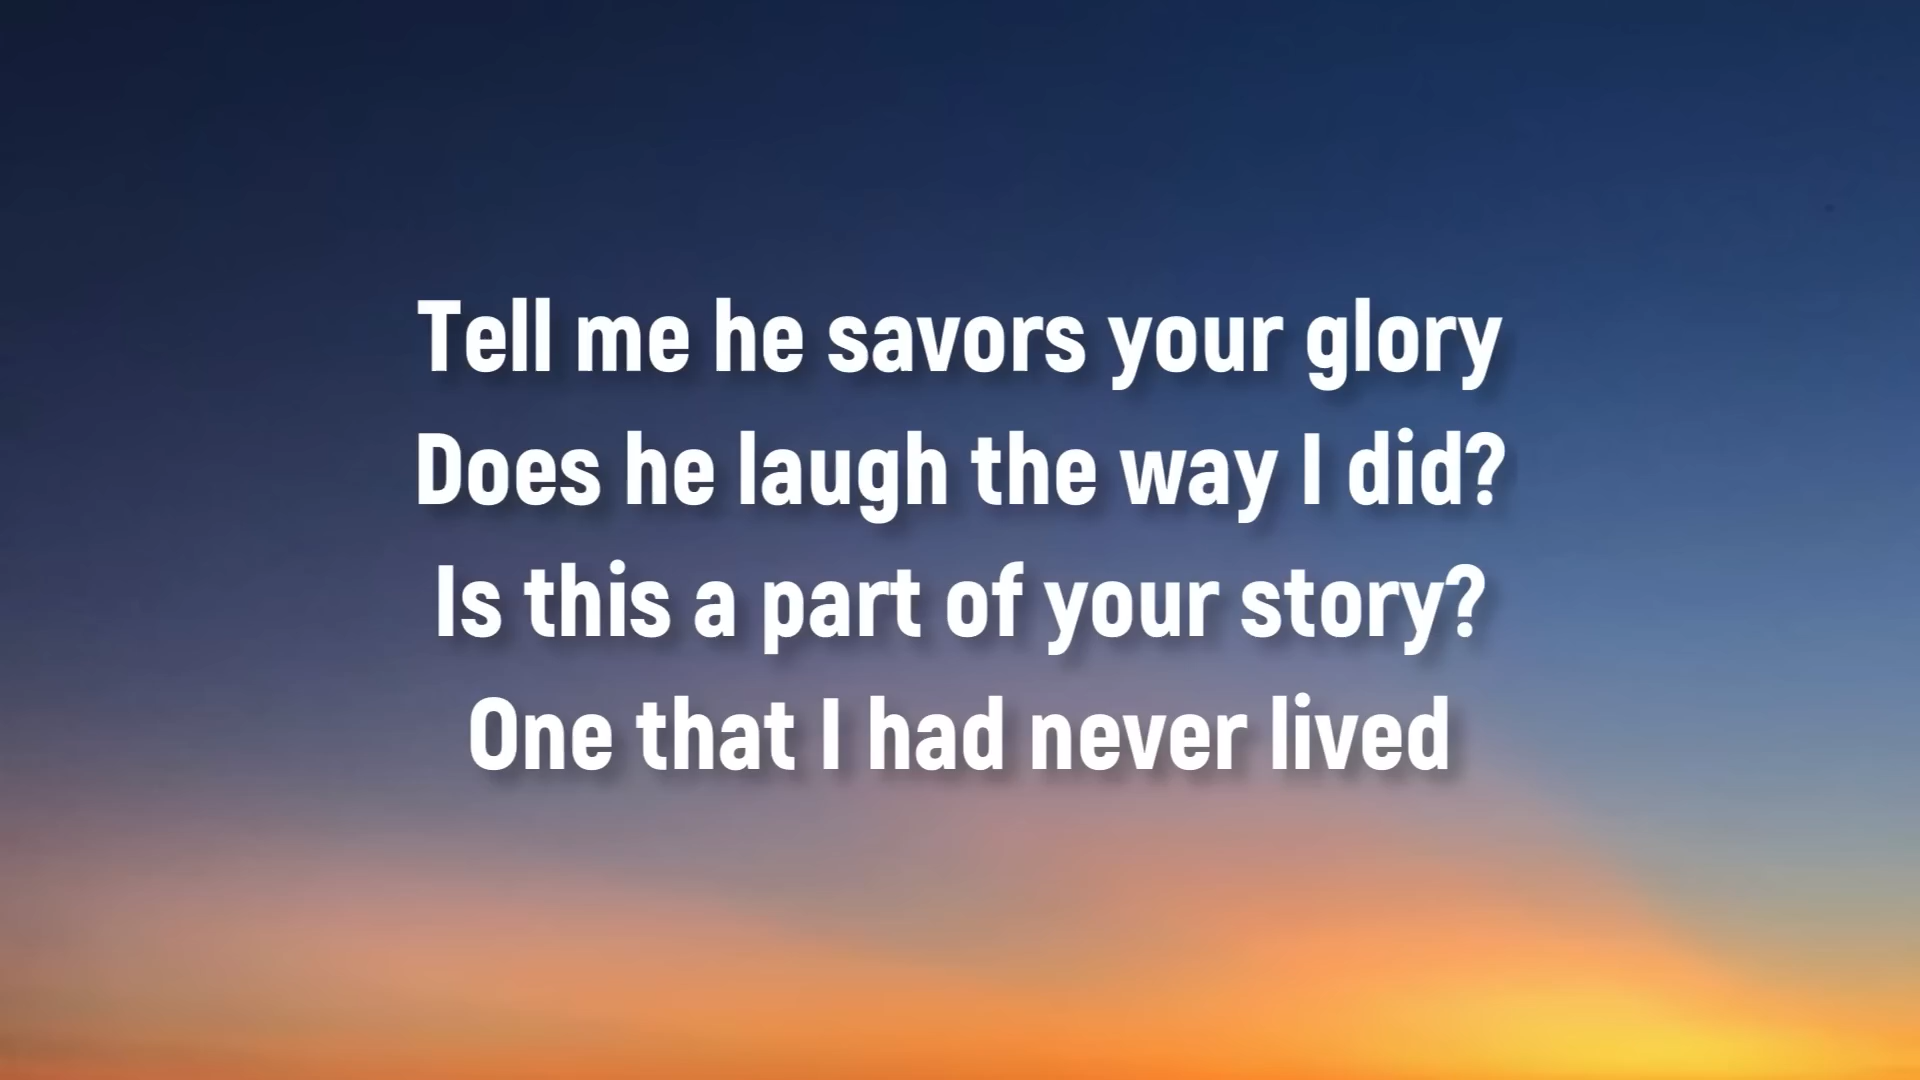 Tell me he savors your glory
Does he laugh the way I did?
Is this a part of your story?
One that I had never lived